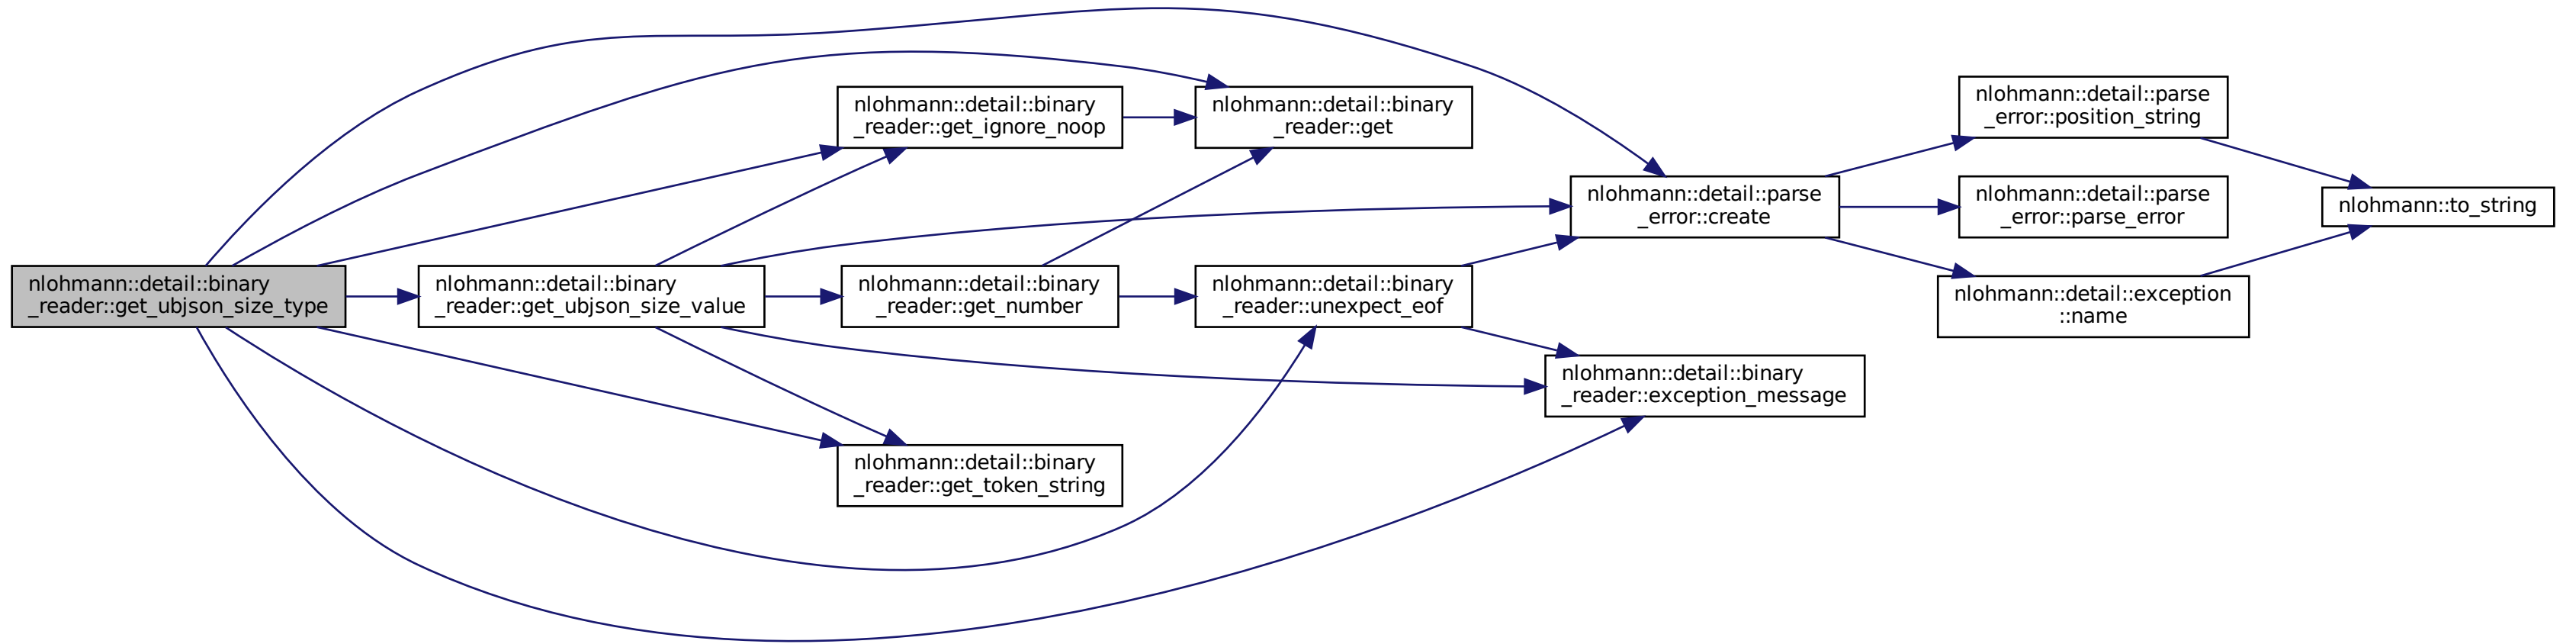 nlohmann::detail::binary
_reader::get_ubjson_size_type
nlohmann::detail::binary
_reader::get_ubjson_size_value
nlohmann::detail::binary
_reader::get_ignore_noop
nlohmann::detail::binary
_reader::get_number
nlohmann::detail::binary
_reader::get_token_string
nlohmann::detail::binary
_reader::get
nlohmann::detail::binary
_reader::unexpect_eof
nlohmann::detail::parse
_error::create
nlohmann::detail::binary
_reader::exception_message
nlohmann::detail::parse
_error::position_string
nlohmann::detail::parse
_error::parse_error
nlohmann::detail::exception
::name
nlohmann::to_string